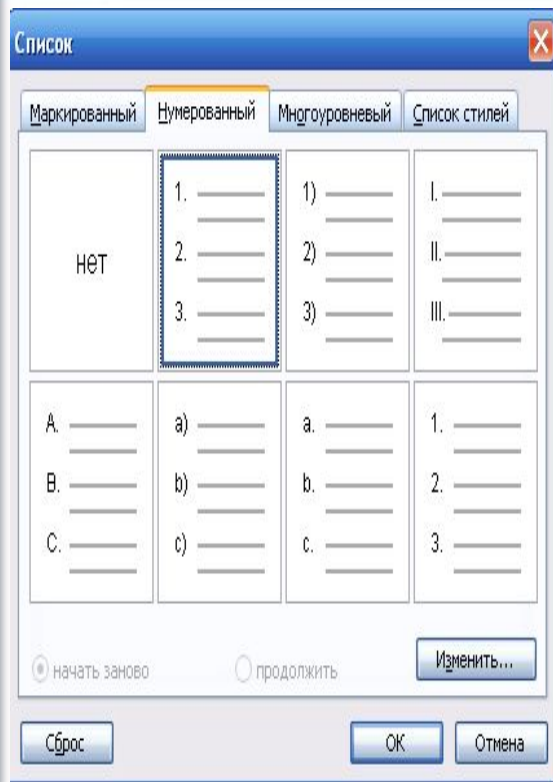 Список
Маркированный Нумерованный Многоуровневый Список стилей
нет
1.
2.
3.
1)
2)
3)
I.
II.
III.
A.
B.
C.
a)
b)
c)
a.
b.
c.
1.
2.
3.
начать заново продолжить Изменить...
Сброс ОК Отмена